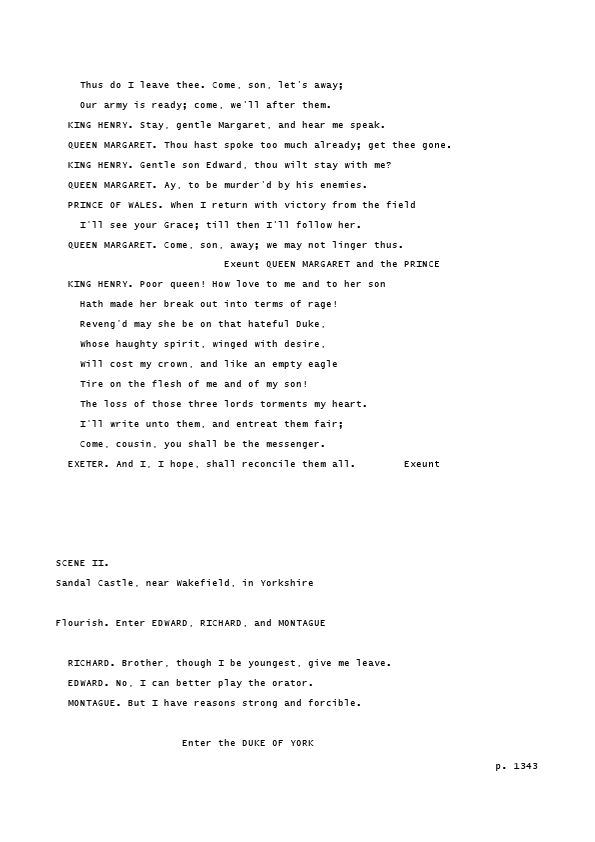 Thus do I leave thee. Come, son, let's away;
Our army is ready; come, we'll after them.
KING HENRY. Stay, gentle Margaret, and hear me speak.
QUEEN MARGARET. Thou hast spoke too much already; get thee gone.
KING HENRY. Gentle son Edward, thou wilt stay with me?
QUEEN MARGARET. Ay, to be murder'd by his enemies.
PRINCE OF WALES. When I return with victory from the field
I'll see your Grace; till then I'll follow her.
QUEEN MARGARET. Come, son, away; we may not linger thus.
Exeunt QUEEN MARGARET and the PRINCE
KING HENRY. Poor queen! How love to me and to her son
Hath made her break out into terms of rage!
Reveng'd may she be on that hateful Duke,
Whose haughty spirit, winged with desire,
Will cost my crown, and like an empty eagle
Tire on the flesh of me and of my son!
The loss of those three lords torments my heart.
I'll write unto them, and entreat them fair;
Come, cousin, you shall be the messenger.
EXETER. And I, I hope, shall reconcile them all. Exeunt
SCENE II.
Sandal Castle, near Wakefield, in Yorkshire
Flourish. Enter EDWARD, RICHARD, and MONTAGUE
RICHARD. Brother, though I be youngest, give me leave.
EDWARD. No, I can better play the orator.
MONTAGUE. But I have reasons strong and forcible.
Enter the DUKE OF YORK
p. 1343